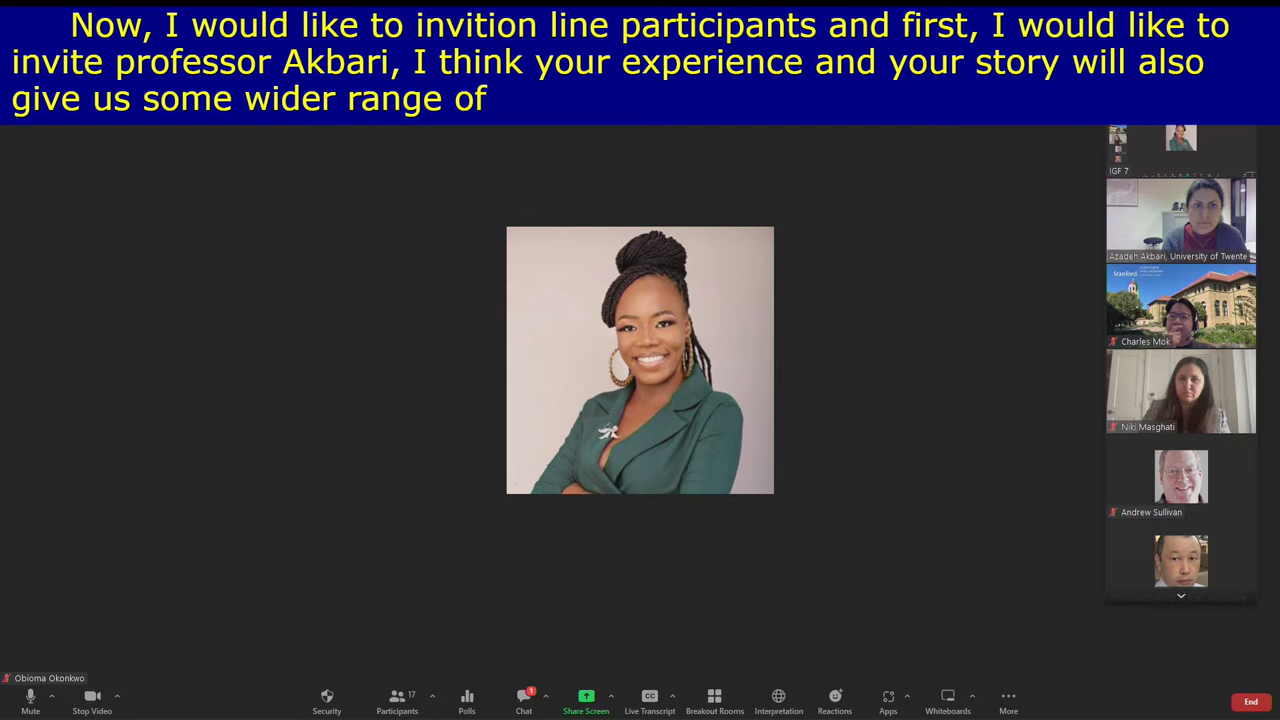 Now, I would like to invition line participants and first, I would like to
invite professor Akbari, I think your experience and your story will also
give us some wider range of
IGF 7
Azadeh Akbari, University of Twente
Stanford
Charles Mok
Niki Masghati
Andrew Sullivan
Obioma Okonkwo
Mute
Stop Video
Security
17
Participants
Polls
1
Chat
Share Screen
CC
Live Transcript
Breakout Rooms
Interpretation
Reactions
Apps
Whiteboards
More
End